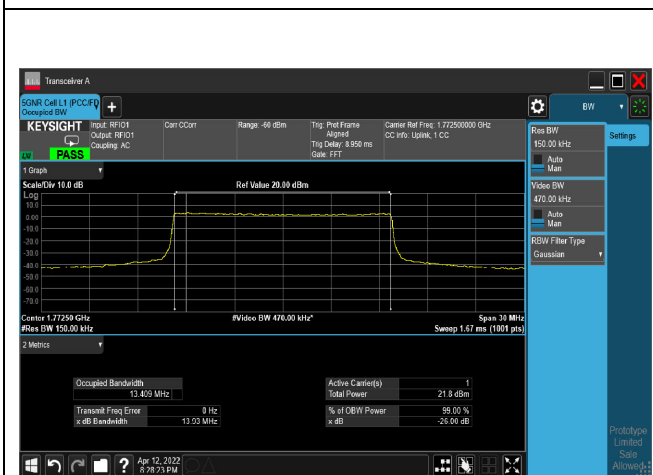 Transceiver A
5GNR Cell L1 (PCC/FD
Occupied BW
BW
KEYSIGHT Input: RFIO1 Corr CCorr Range: -60 dBm Trig: Pref Frame Carrier Ref Freq: 1.772500000 GHz
Output: RFIO1 Aligned CC Info: Uplink, 1 CC
Coupling: AC Trig Delay: 8.950 ms
PASS Gate: FFT
Res BW
150.00 kHz
Auto
Man
Settings
1 Graph
Scale/Div 10.0 dB Ref Value 20.00 dBm
Log
10.0
0.00
-10.0
-20.0
-30.0
-40.0
-50.0
-60.0
-70.0
Video BW
470.00 kHz
Auto
Man
RBW Filter Type
Gaussian
Center 1.77250 GHz #Video BW 470.00 kHz* Span 30 MHz
#Res BW 150.00 kHz Sweep 1.67 ms (1001 pts)
2 Metrics
Occupied Bandwidth
13.409 MHz
Transmit Freq Error 0 Hz
x dB Bandwidth 13.93 MHz
Active Carrier(s) 1
Total Power 21.8 dBm
% of OBW Power 99.00 %
x dB -26.00 dB
Prototype
Limited
Sale
Allowed
Apr 12, 2022
8:28:23 PM